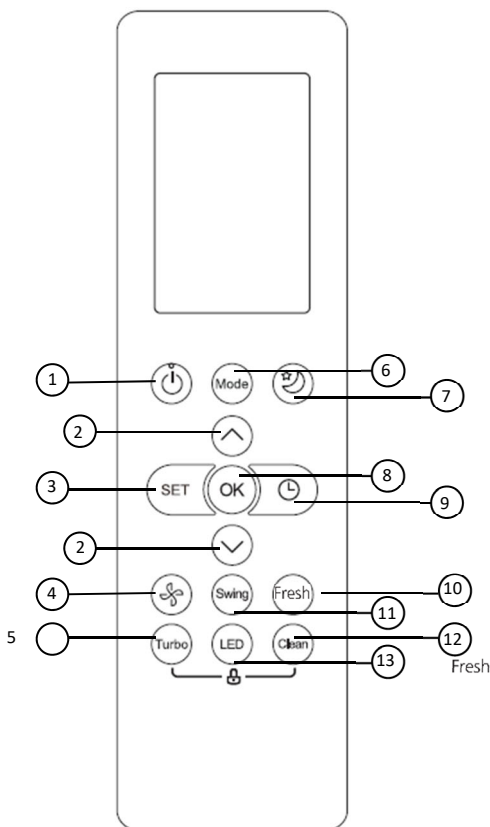 1 Mode 6
7
2
3 SET OK 8
9
2
4 Swing Fresh 10
11
5 Turbo LED Clean 12
13 Fresh